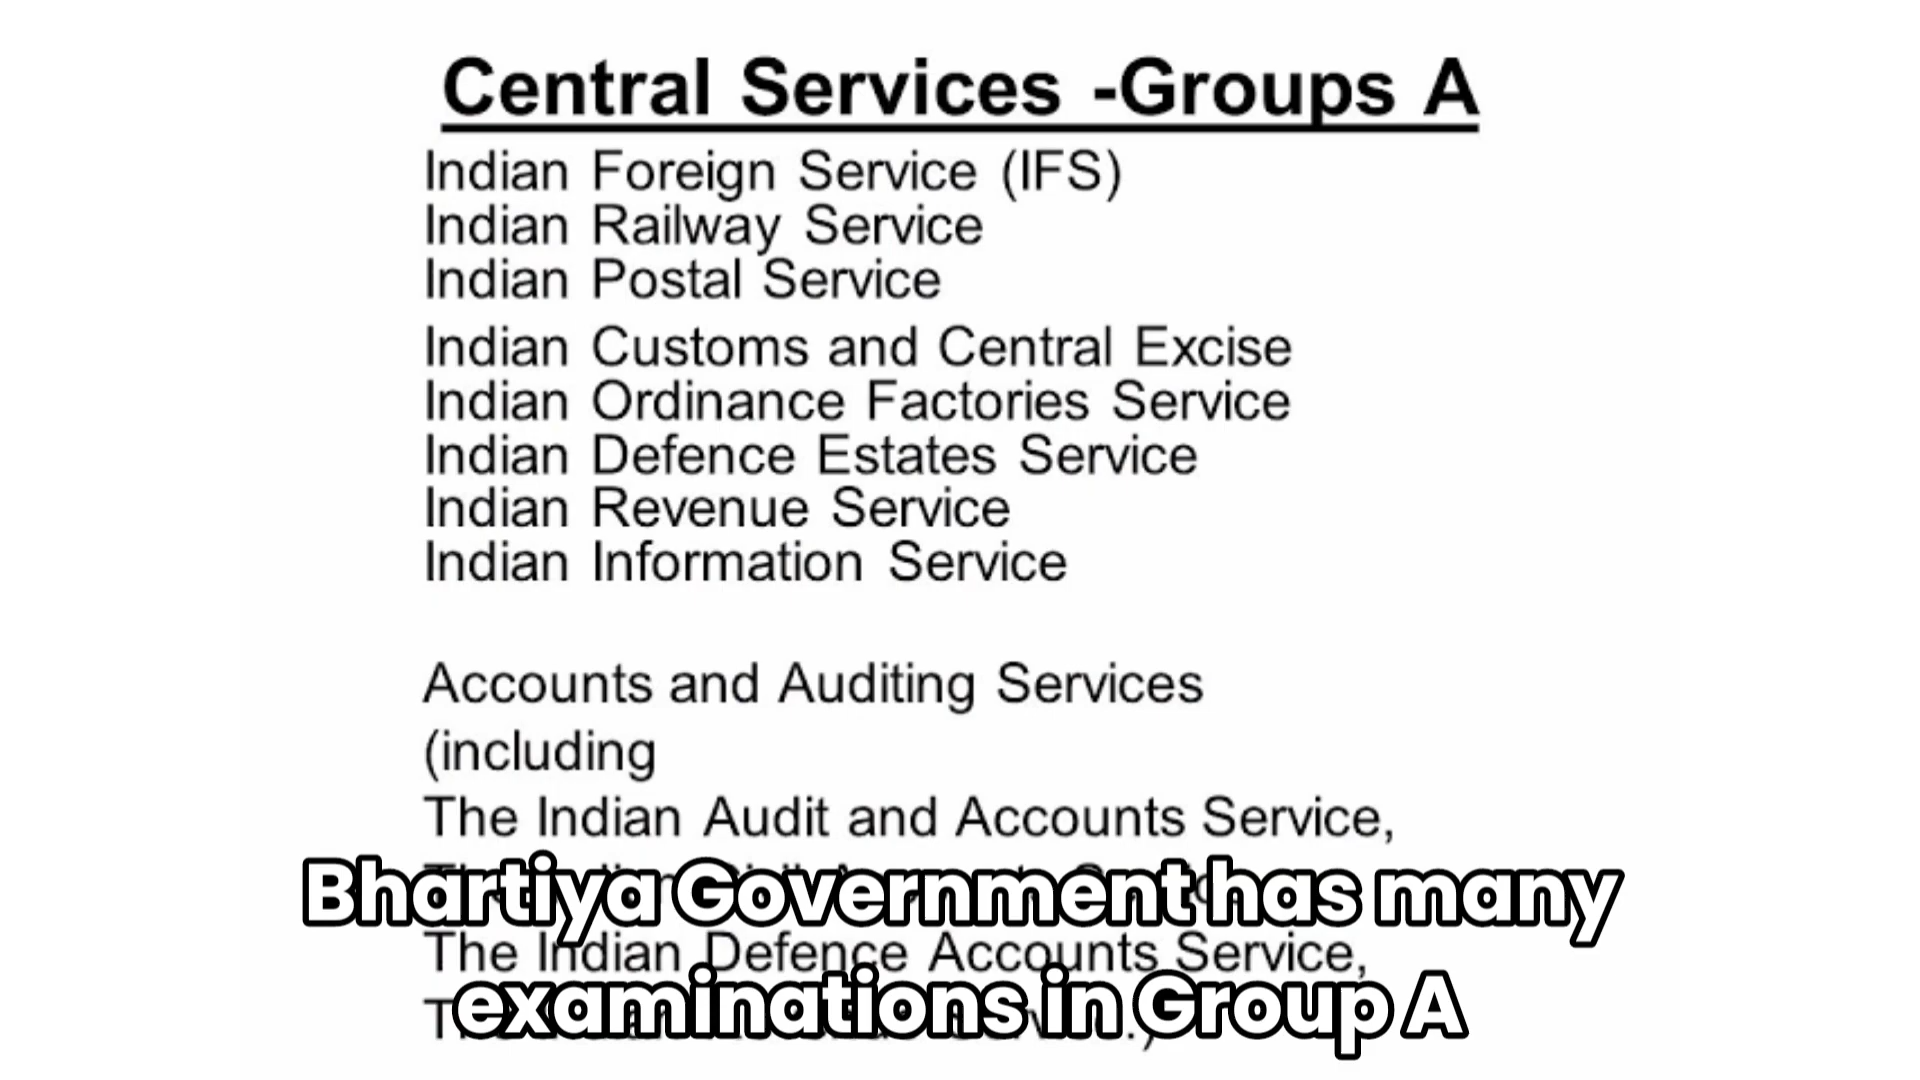 Central Services -Groups A
Indian Foreign Service (IFS)
Indian Railway Service
Indian Postal Service
Indian Customs and Central Excise
Indian Ordinance Factories Service
Indian Defence Estates Service
Indian Revenue Service
Indian Information Service
Accounts and Auditing Services
(including
The Indian Audit and Accounts Service,
Bhartiya Government has many
The Indian Defence Accounts Service,
examinations in Group A